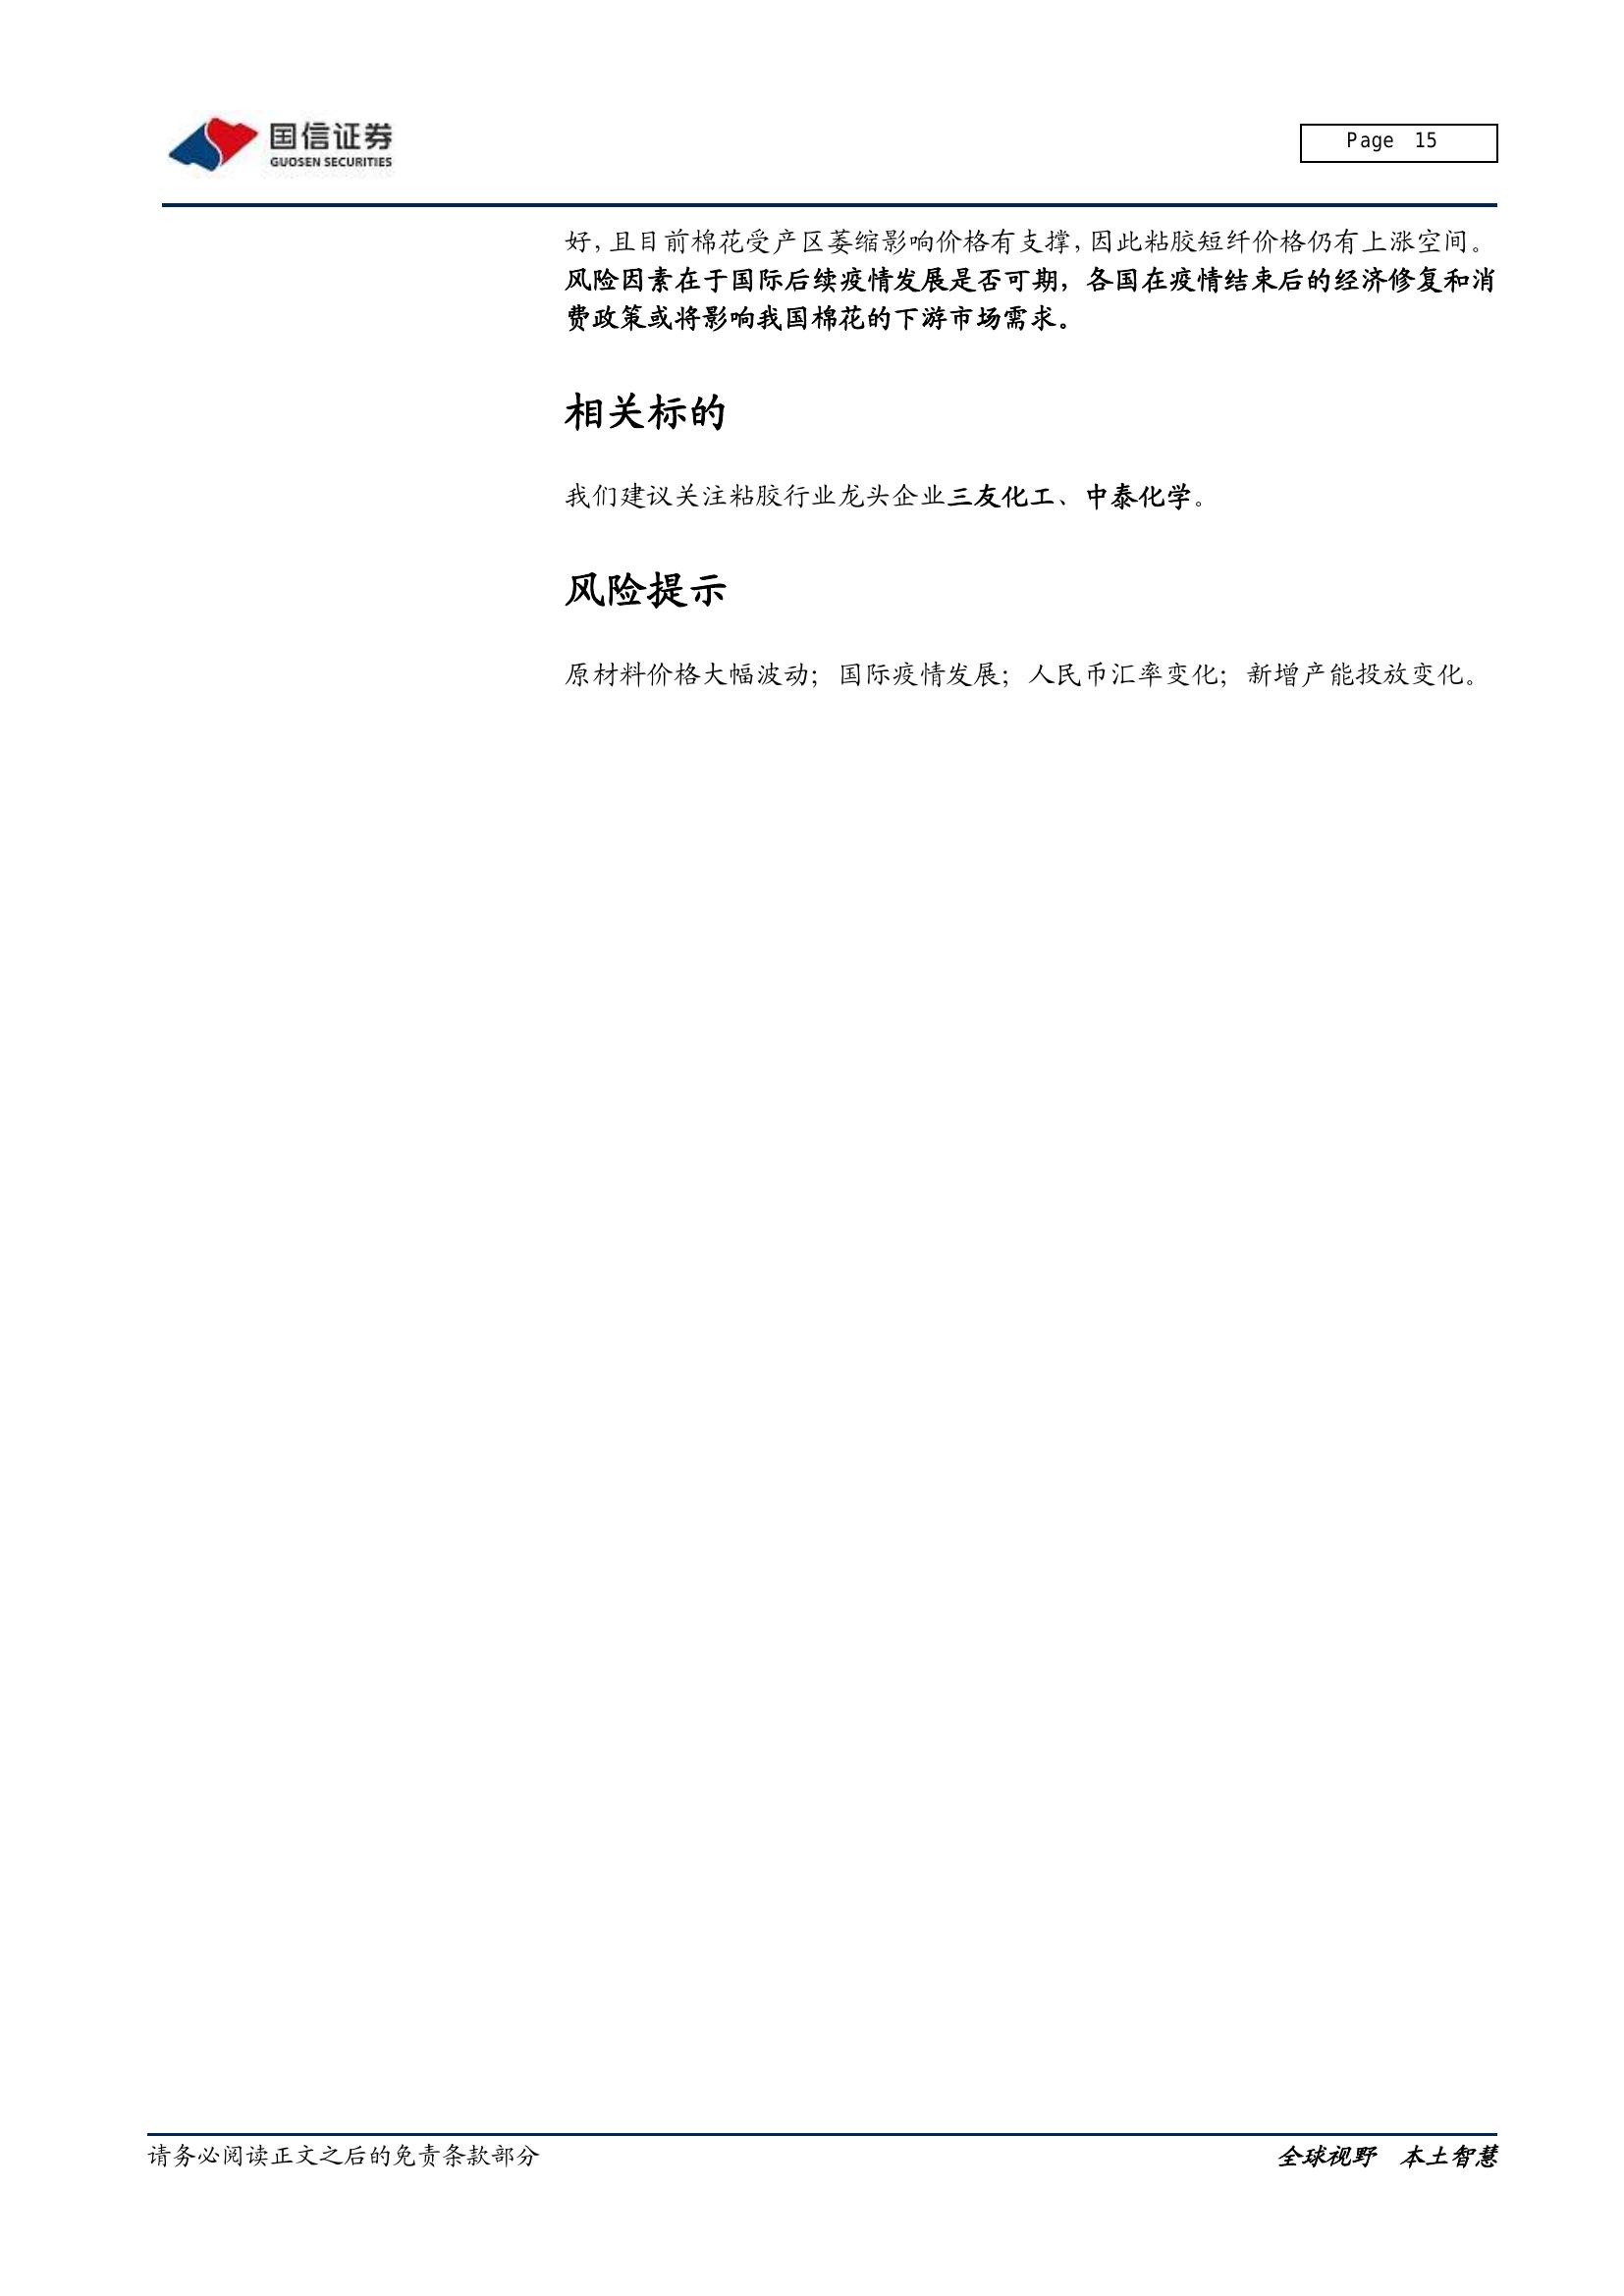 国信证券
GUOSEN SECURITIES
Page 15
好，且目前棉花受产区萎缩影响价格有支撑，因此粘胶短纤价格仍有上涨空间。
风险因素在于国际后续疫情发展是否可期，各国在疫情结束后的经济修复和消
费政策或将影响我国棉花的下游市场需求。
相关标的
我们建议关注粘胶行业龙头企业三友化工、中泰化学。
风险提示
原材料价格大幅波动；国际疫情发展；人民币汇率变化；新增产能投放变化。
请务必阅读正文之后的免责条款部分
全球视野 本土智慧